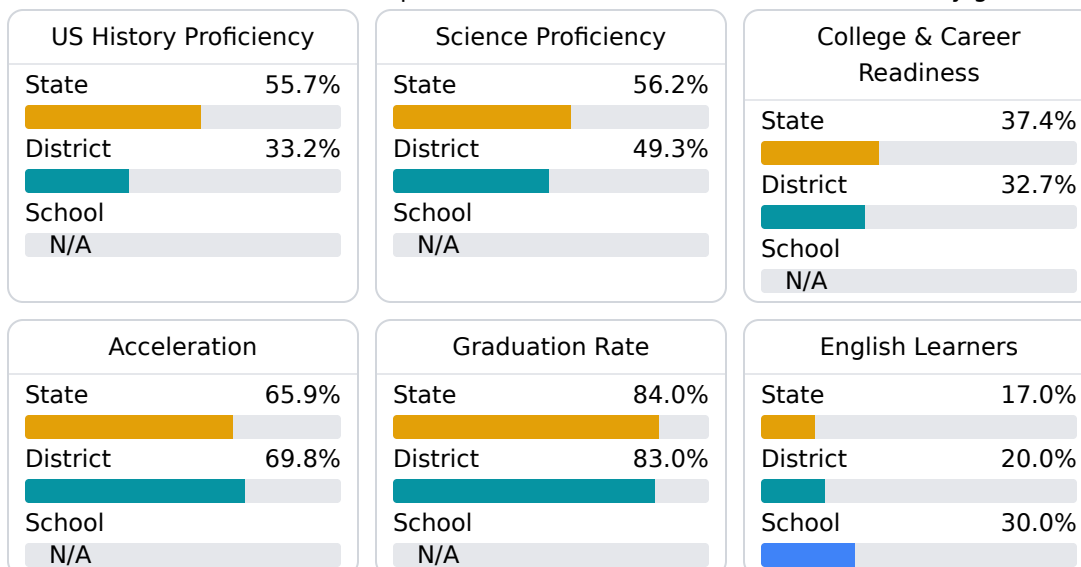 US History Proficiency
State 55.7%
District 33.2%
School
N/A
Science Proficiency
State 56.2%
District 49.3%
School
N/A
College & Career
Readiness
State 37.4%
District 32.7%
School
N/A
Acceleration
State 65.9%
District 69.8%
School
N/A
Graduation Rate
State 84.0%
District 83.0%
School
N/A
English Learners
State 17.0%
District 20.0%
School 30.0%